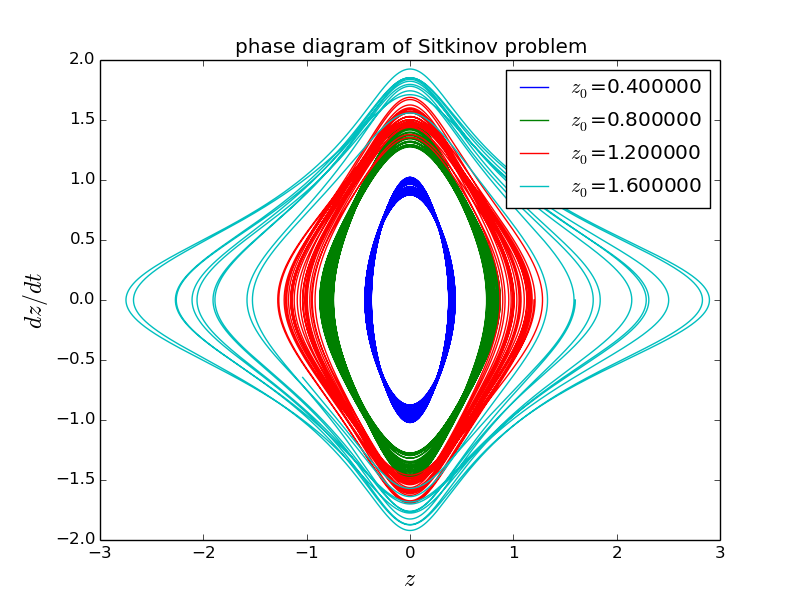 phase diagram of Sitkinov problem
z₀=0.400000
z₀=0.800000
z₀=1.200000
z₀=1.600000
2.0
1.5
1.0
0.5
0.0
−0.5
−1.0
−1.5
−2.0
dz/dt
−3 −2 −1 0 1 2 3
z